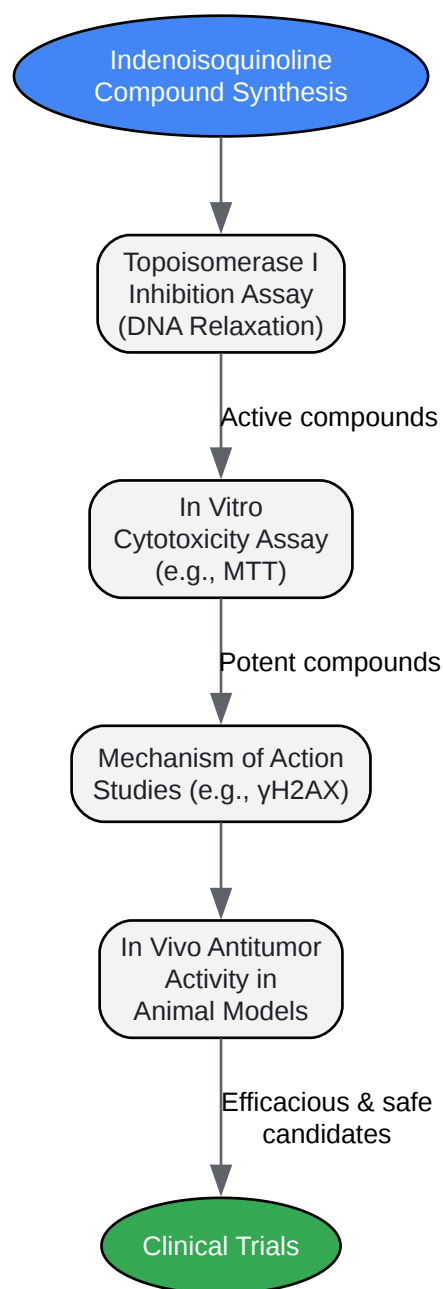 Indenoisoquinoline
Compound Synthesis
Topoisomerase I
Inhibition Assay
(DNA Relaxation)
Active compounds
In Vitro
Cytotoxicity Assay
(e.g., MTT)
Potent compounds
Mechanism of Action
Studies (e.g., γH2AX)
In Vivo Antitumor
Activity in
Animal Models
Efficacious & safe
candidates
Clinical Trials